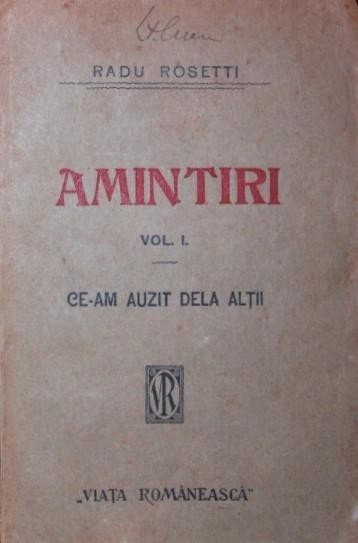 RADU ROSETTI
AMINTIRI
VOL. I.
CE-AM AUZIT DELA ALȚII
VR
„VIAȚA ROMÂNEASCĂ"